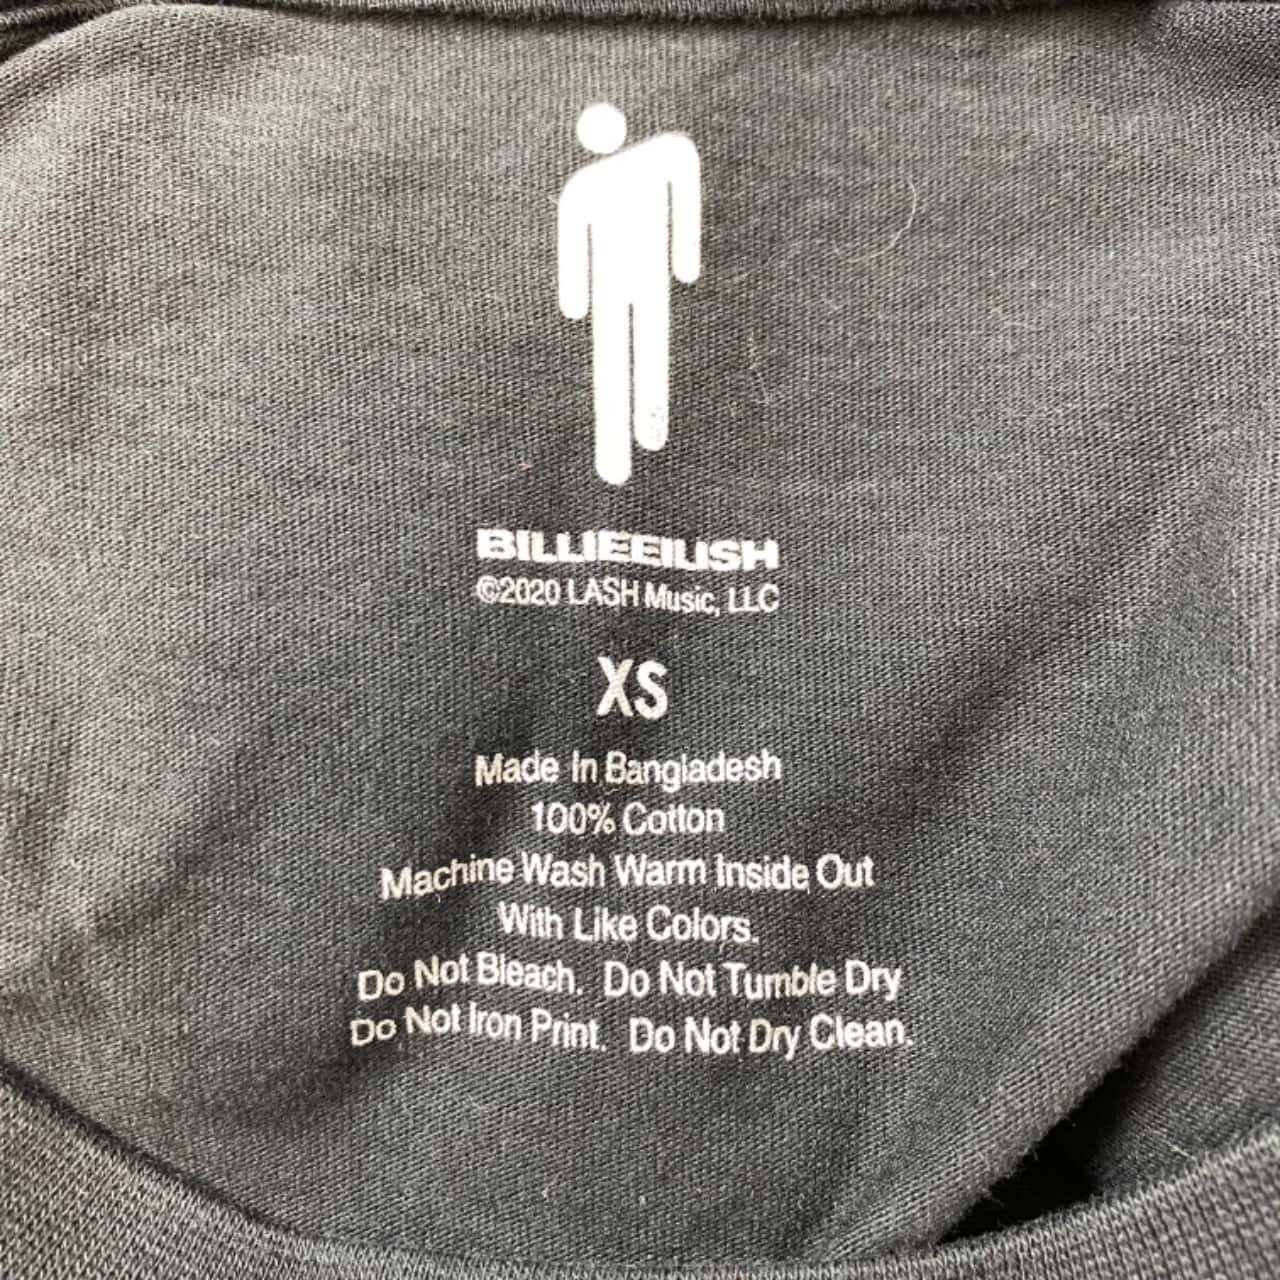 BILLIEEILISH
©2020 LASH Music, LLC
XS
Made In Bangladesh
100% Cotton
Machine Wash Warm Inside Out
With Like Colors.
Do Not Bleach. Do Not Tumble Dry
Do Not Iron Print. Do Not Dry Clean.